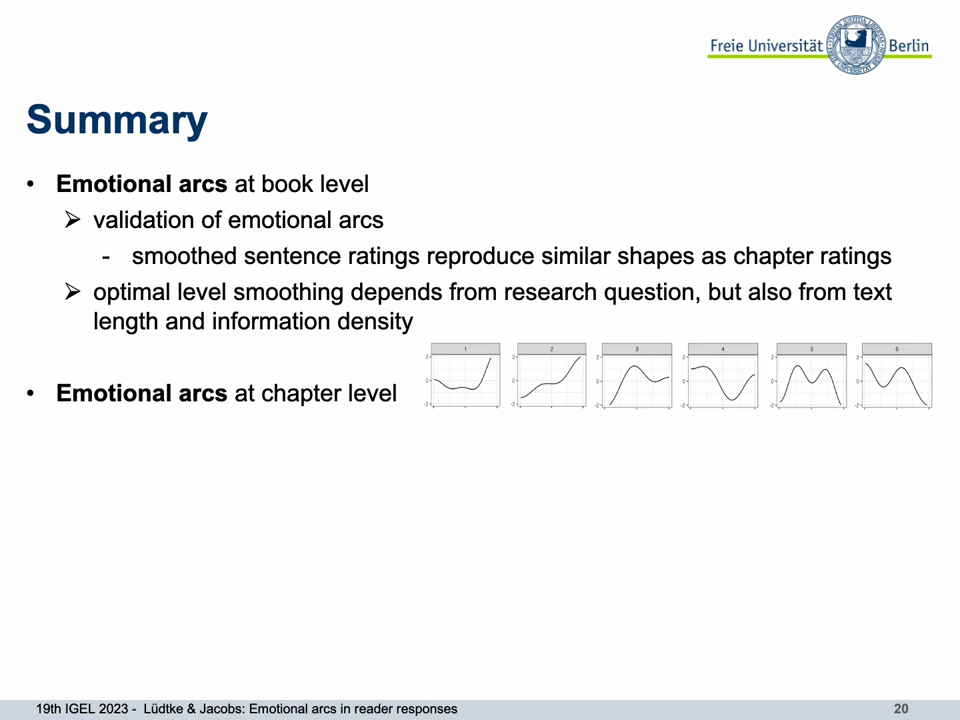 Freie Universität Berlin
Summary
• Emotional arcs at book level
➢ validation of emotional arcs
- smoothed sentence ratings reproduce similar shapes as chapter ratings
➢ optimal level smoothing depends from research question, but also from text
length and information density
1 2 3 4 5 6
• Emotional arcs at chapter level
19th IGEL 2023 - Lüdtke & Jacobs: Emotional arcs in reader responses 20